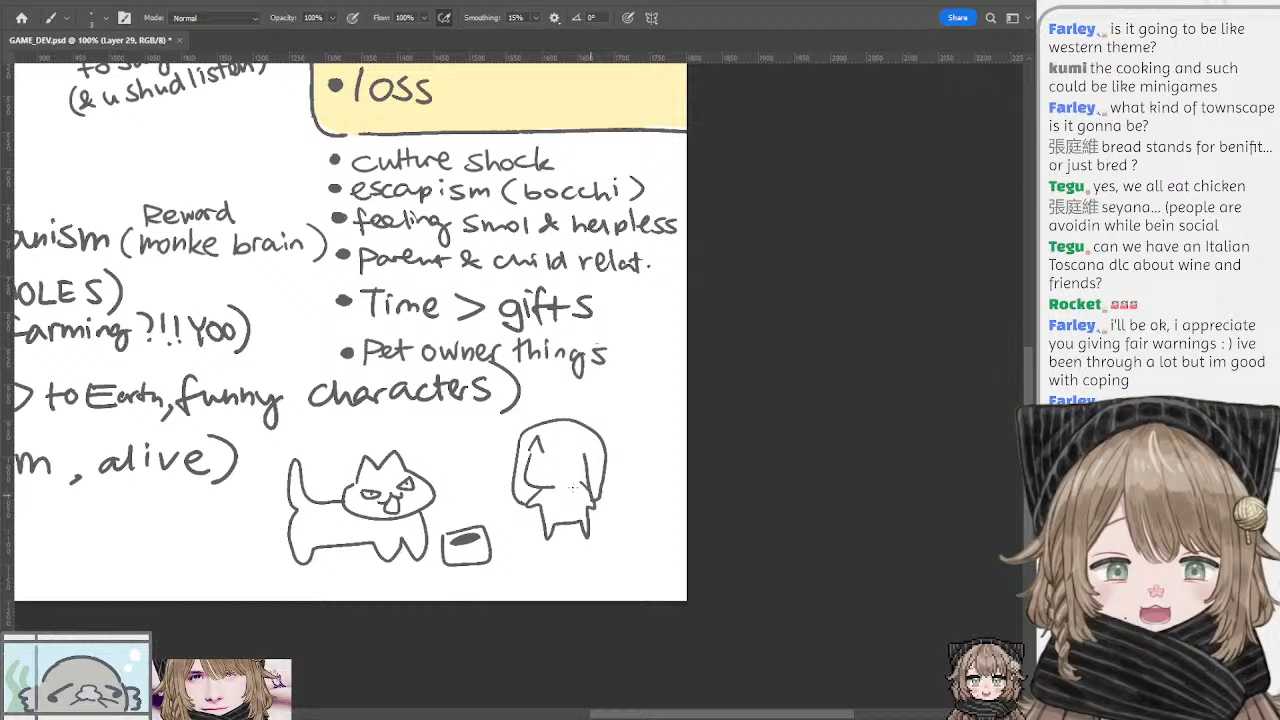 Mode: Normal Opacity: 100% Flow: 100% Smoothing: 15% 0° Share
GAME_DEV.psd @ 100% (Layer 29, RGB/8) *
(& u shud listen)
• loss
• culture shock
• escapism (bocchi)
• feeling smol & helpless
• Parent & child relat.
• Time > gifts
• Pet owner things
Reward
anism (monke brain)
OLES)
Farming?!!! YOO)
> to Earth, funny characters)
m, alive)
Farley is it going to be like
western theme?
kumi the cooking and such
could be like minigames
Farley what kind of townscape
is it gonna be?
張庭維 bread stands for benifit...
or just bred ?
Tegu yes, we all eat chicken
張庭維 seyana... (people are
avoidin while bein social
Tegu can we have an Italian
Toscana dlc about wine and
friends?
Rocket
Farley i'll be ok, i appreciate
you giving fair warnings : ) ive
been through a lot but im good
with coping
Farley